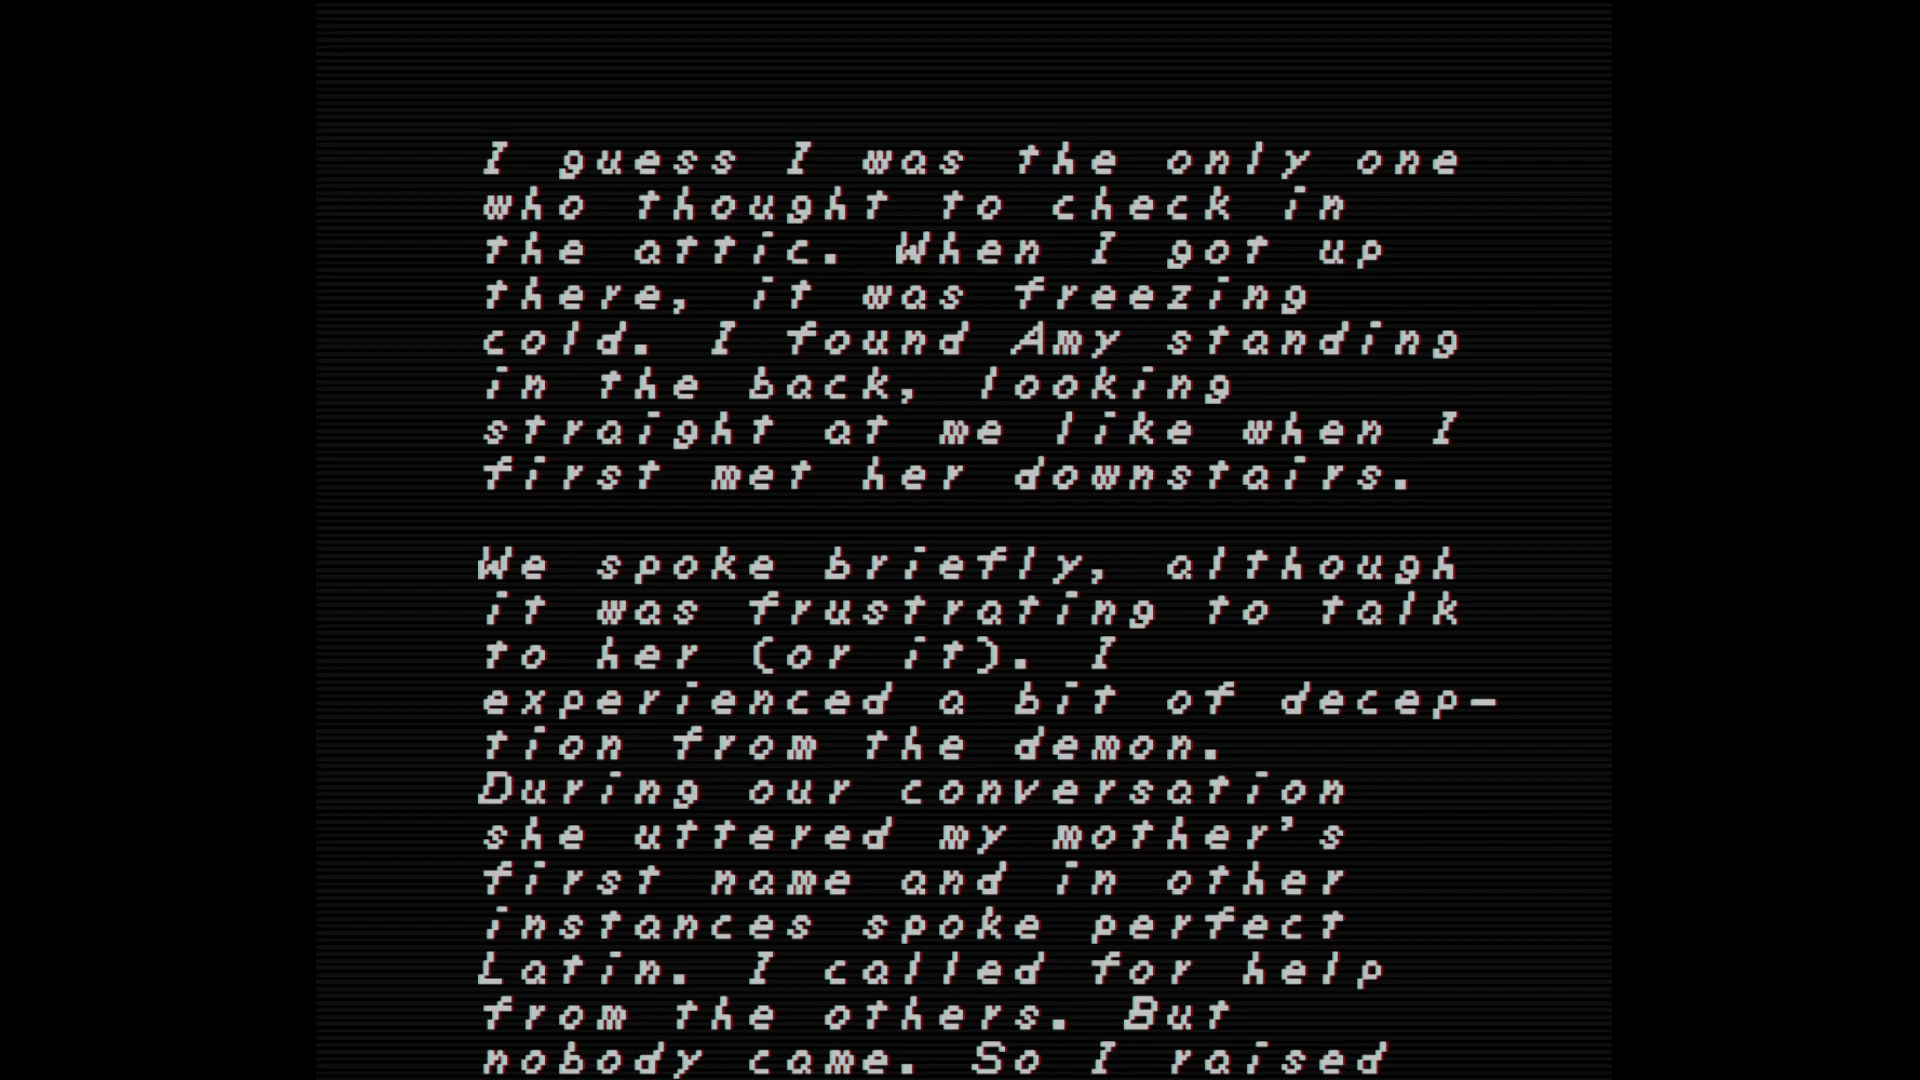 I guess I was the only one
who thought to check in
the attic. When I got up
there, it was freezing
cold. I found Amy standing
in the back, looking
straight at me like when I
first met her downstairs.
We spoke briefly, although
it was frustrating to talk
to her (or it). I
experienced a bit of decep-
tion from the demon.
During our conversation
she uttered my mother's
first name and in other
instances spoke perfect
Latin. I called for help
from the others. But
nobody came. So I raised